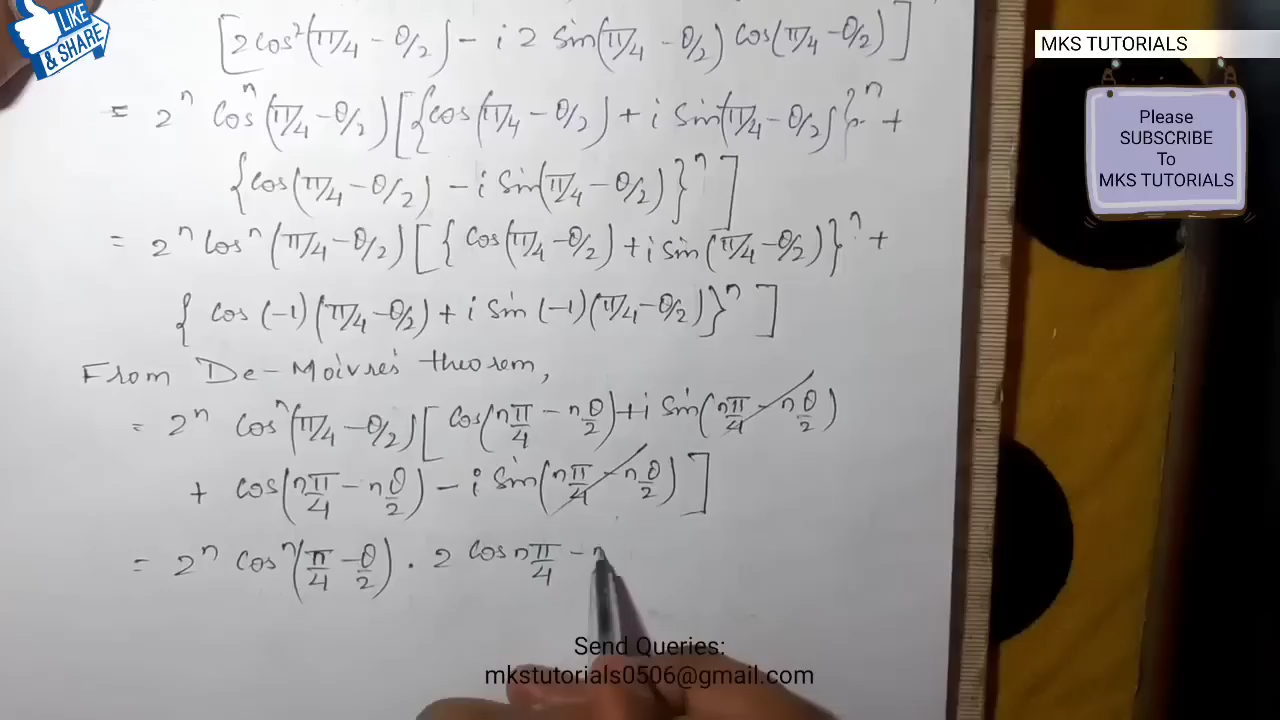 LIKE
& SHARE
[2cos²(π/4 - θ/2) - i 2 Sin(π/4 - θ/2) cos(π/4 - θ/2)]
= 2ⁿ cosⁿ(π/4 - θ/2)[{cos(π/4 - θ/2) + i Sin(π/4 - θ/2)}ⁿ +
{cos(π/4 - θ/2) - i Sin(π/4 - θ/2)}ⁿ]
= 2ⁿ cosⁿ(π/4 - θ/2)[{cos(π/4 - θ/2) + i sin(π/4 - θ/2)}ⁿ +
{cos(-1)(π/4 - θ/2) + i Sin(-1)(π/4 - θ/2)}ⁿ]
From De-Moivre's theorem,
= 2ⁿ cosⁿ(π/4 - θ/2)[cos(nπ/4 - nθ/2) + i Sin(nπ/4 - nθ/2)
+ cos(nπ/4 - nθ/2) - i Sin(nπ/4 - nθ/2)]
= 2ⁿ cosⁿ(π/4 - θ/2) . 2 cos nπ/4 - n
MKS TUTORIALS
Please
SUBSCRIBE
To
MKS TUTORIALS
Send Queries:
mkstutorials0506@gmail.com